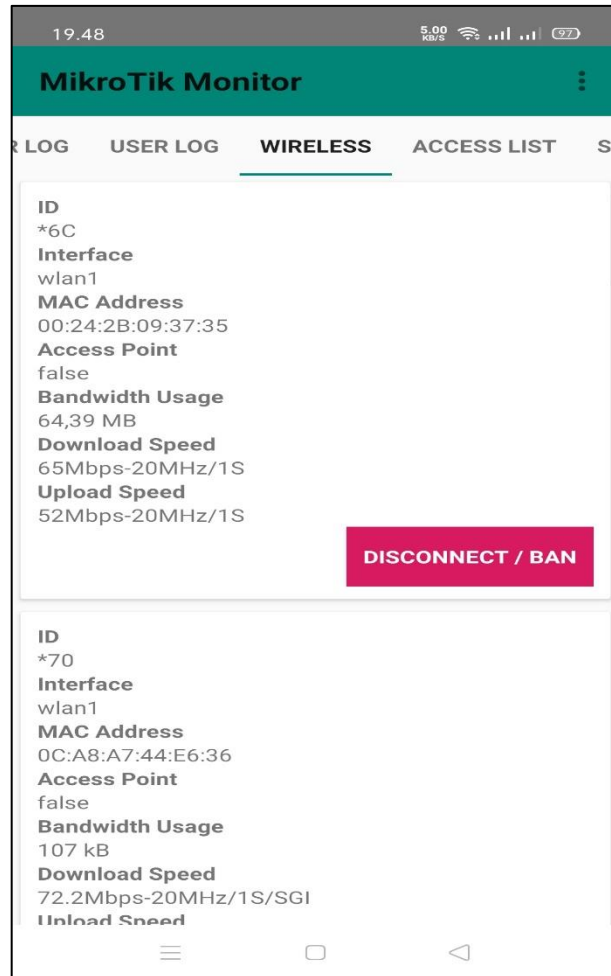 19.48
5.00
KB/S
97
MikroTik Monitor
R LOG USER LOG WIRELESS ACCESS LIST S
ID
*6C
Interface
wlan1
MAC Address
00:24:2B:09:37:35
Access Point
false
Bandwidth Usage
64,39 MB
Download Speed
65Mbps-20MHz/1S
Upload Speed
52Mbps-20MHz/1S
DISCONNECT / BAN
ID
*70
Interface
wlan1
MAC Address
0C:A8:A7:44:E6:36
Access Point
false
Bandwidth Usage
107 kB
Download Speed
72.2Mbps-20MHz/1S/SGI
Upload Speed